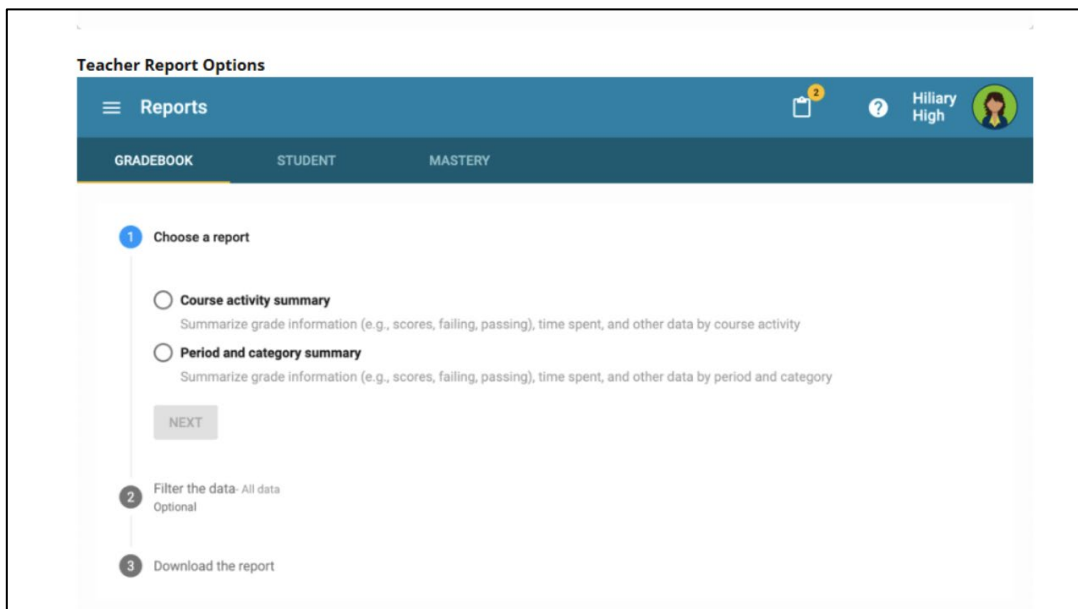 Teacher Report Options
Reports
2
Hiliary
High
GRADEBOOK STUDENT MASTERY
1 Choose a report
Course activity summary
Summarize grade information (e.g., scores, failing, passing), time spent, and other data by course activity
Period and category summary
Summarize grade information (e.g., scores, failing, passing), time spent, and other data by period and category
NEXT
2 Filter the data- All data
Optional
3 Download the report